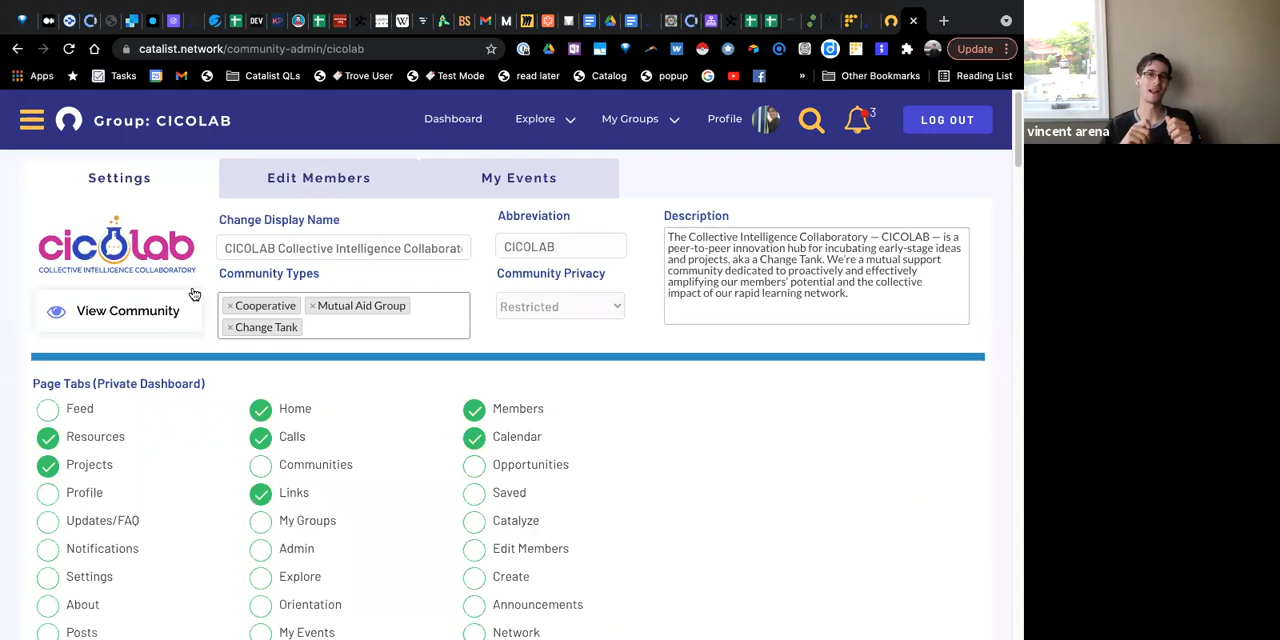 catalist.network/community-admin/cicolab
Update
Apps
Tasks
Catalist QLs
Trove User
Test Mode
read later
Catalog
popup
»
Other Bookmarks
Reading List
Group: CICOLAB
Dashboard
Explore
My Groups
Profile
3
LOG OUT
vincent arena
Settings
Edit Members
My Events
cicolab
COLLECTIVE INTELLIGENCE COLLABORATORY
View Community
Change Display Name
CICOLAB Collective Intelligence Collaborat
Community Types
× Cooperative × Mutual Aid Group
× Change Tank
Abbreviation
CICOLAB
Community Privacy
Restricted
Description
The Collective Intelligence Collaboratory — CICOLAB — is a
peer-to-peer innovation hub for incubating early-stage ideas
and projects, aka a Change Tank. We're a mutual support
community dedicated to proactively and effectively
amplifying our members' potential and the collective
impact of our rapid learning network.
Page Tabs (Private Dashboard)
Feed Home Members
Resources Calls Calendar
Projects Communities Opportunities
Profile Links Saved
Updates/FAQ My Groups Catalyze
Notifications Admin Edit Members
Settings Explore Create
About Orientation Announcements
Posts My Events Network